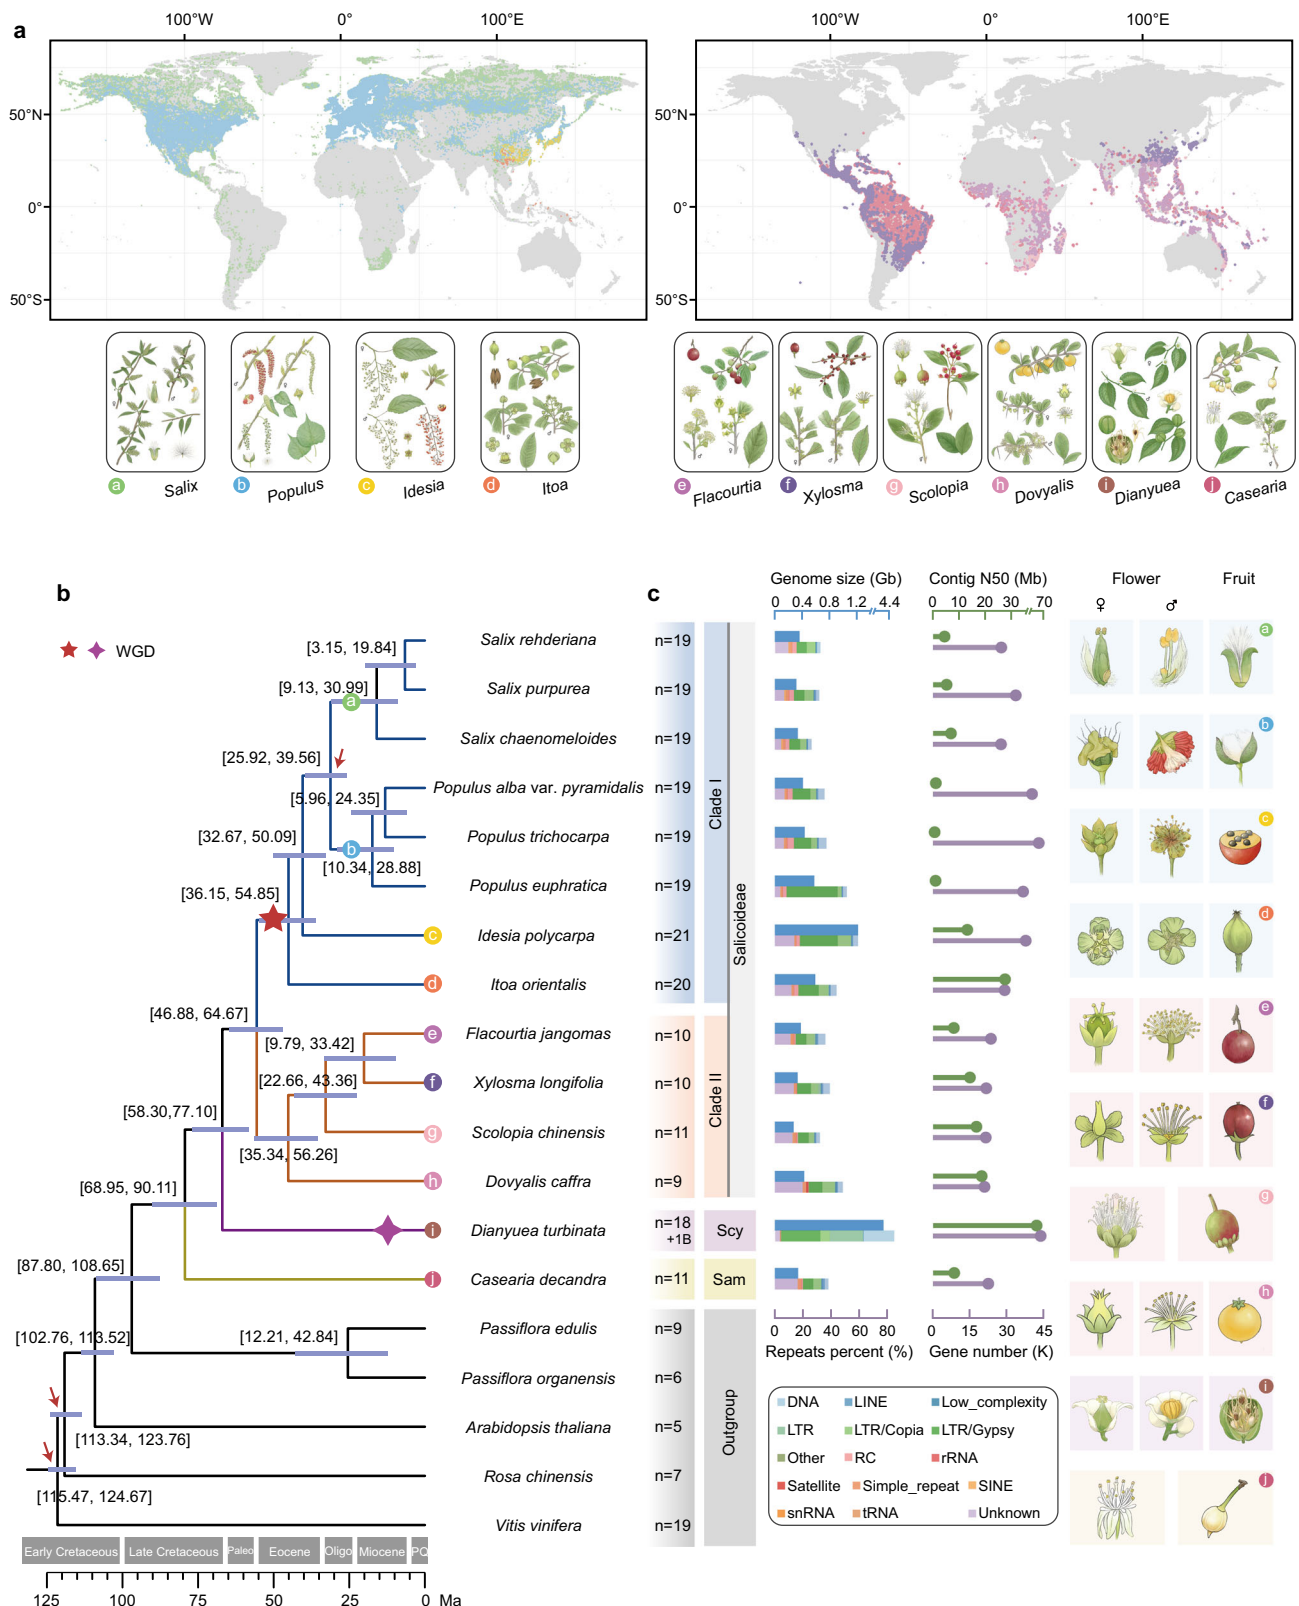 a
100°W 0° 100°E
100°W 0° 100°E
50°N
0°
50°S
50°N
0°
50°S
a Salix
b Populus
c Idesia
d Itoa
e Flacourtia
f Xylosma
g Scolopia
h Dovyalis
i Dianyuea
j Casearia
b
WGD
[3.15, 19.84]
[9.13, 30.99]
[25.92, 39.56]
[5.96, 24.35]
[32.67, 50.09]
[10.34, 28.88]
[36.15, 54.85]
[46.88, 64.67]
[9.79, 33.42]
[22.66, 43.36]
[58.30,77.10]
[35.34, 56.26]
[68.95, 90.11]
[87.80, 108.65]
[102.76, 113.52]
[12.21, 42.84]
[113.34, 123.76]
[115.47, 124.67]
a
b
c
d
e
f
g
h
i
j
Salix rehderiana
Salix purpurea
Salix chaenomeloides
Populus alba var. pyramidalis
Populus trichocarpa
Populus euphratica
Idesia polycarpa
Itoa orientalis
Flacourtia jangomas
Xylosma longifolia
Scolopia chinensis
Dovyalis caffra
Dianyuea turbinata
Casearia decandra
Passiflora edulis
Passiflora organensis
Arabidopsis thaliana
Rosa chinensis
Vitis vinifera
Early Cretaceous Late Cretaceous Paleo Eocene Oligo Miocene PQ
125 100 75 50 25 0 Ma
c
n=19
n=19
n=19
n=19
n=19
n=19
n=21
n=20
n=10
n=10
n=11
n=9
n=18
+1B
n=11
n=9
n=6
n=5
n=7
n=19
Clade I
Clade II
Salicoideae
Scy
Sam
Outgroup
Genome size (Gb)
0 0.4 0.8 1.2 4.4
Contig N50 (Mb)
0 10 20 30 70
Flower Fruit
♀ ♂
a
b
c
d
e
f
g
h
i
j
0 20 40 60 80
Repeats percent (%)
0 15 30 45
Gene number (K)
DNA LINE Low_complexity
LTR LTR/Copia LTR/Gypsy
Other RC rRNA
Satellite Simple_repeat SINE
snRNA tRNA Unknown